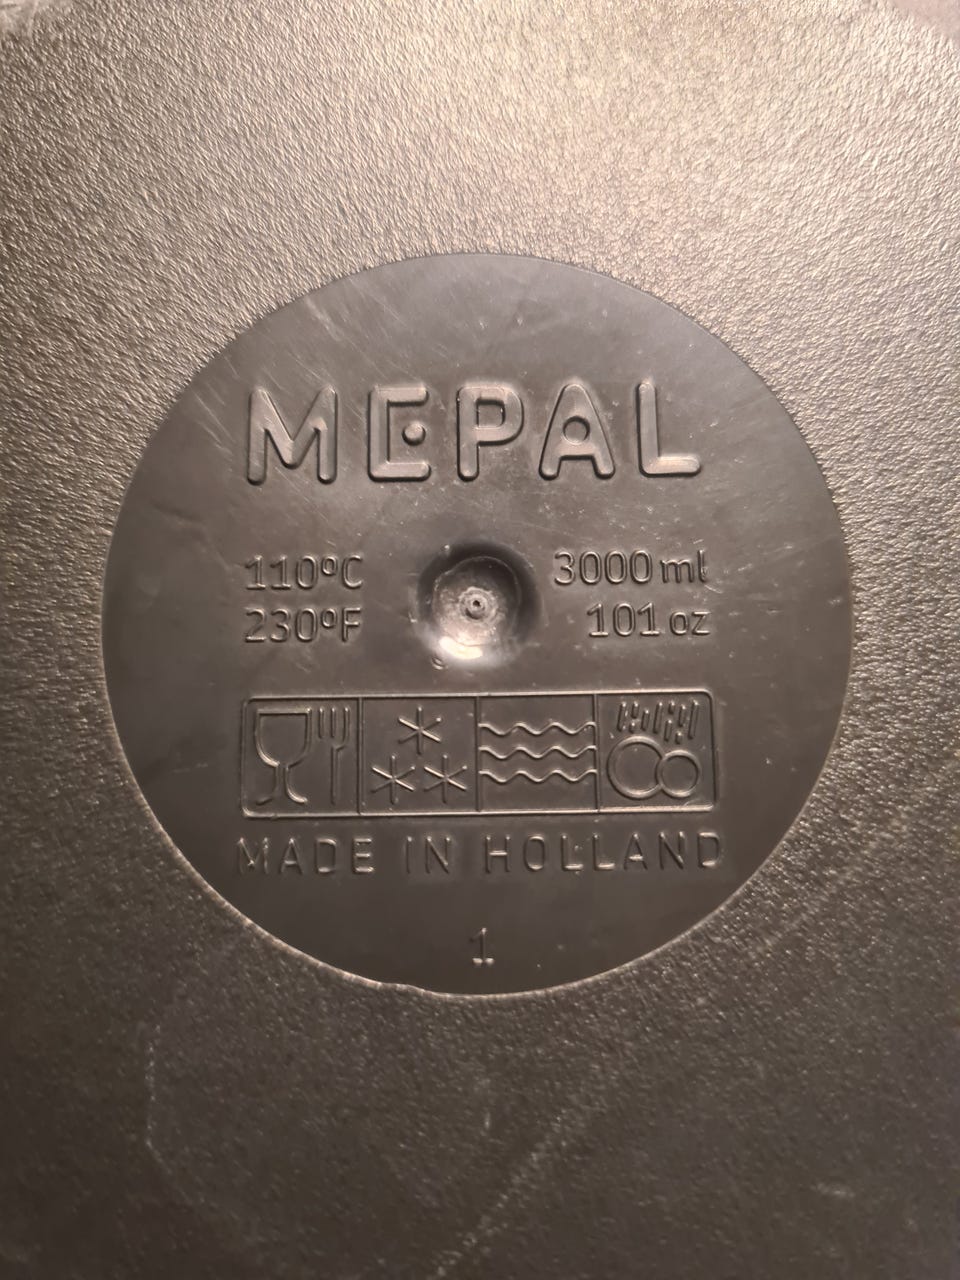 MEPAL
110ºC 3000 ml
230ºF 101 oz
MADE IN HOLLAND
1